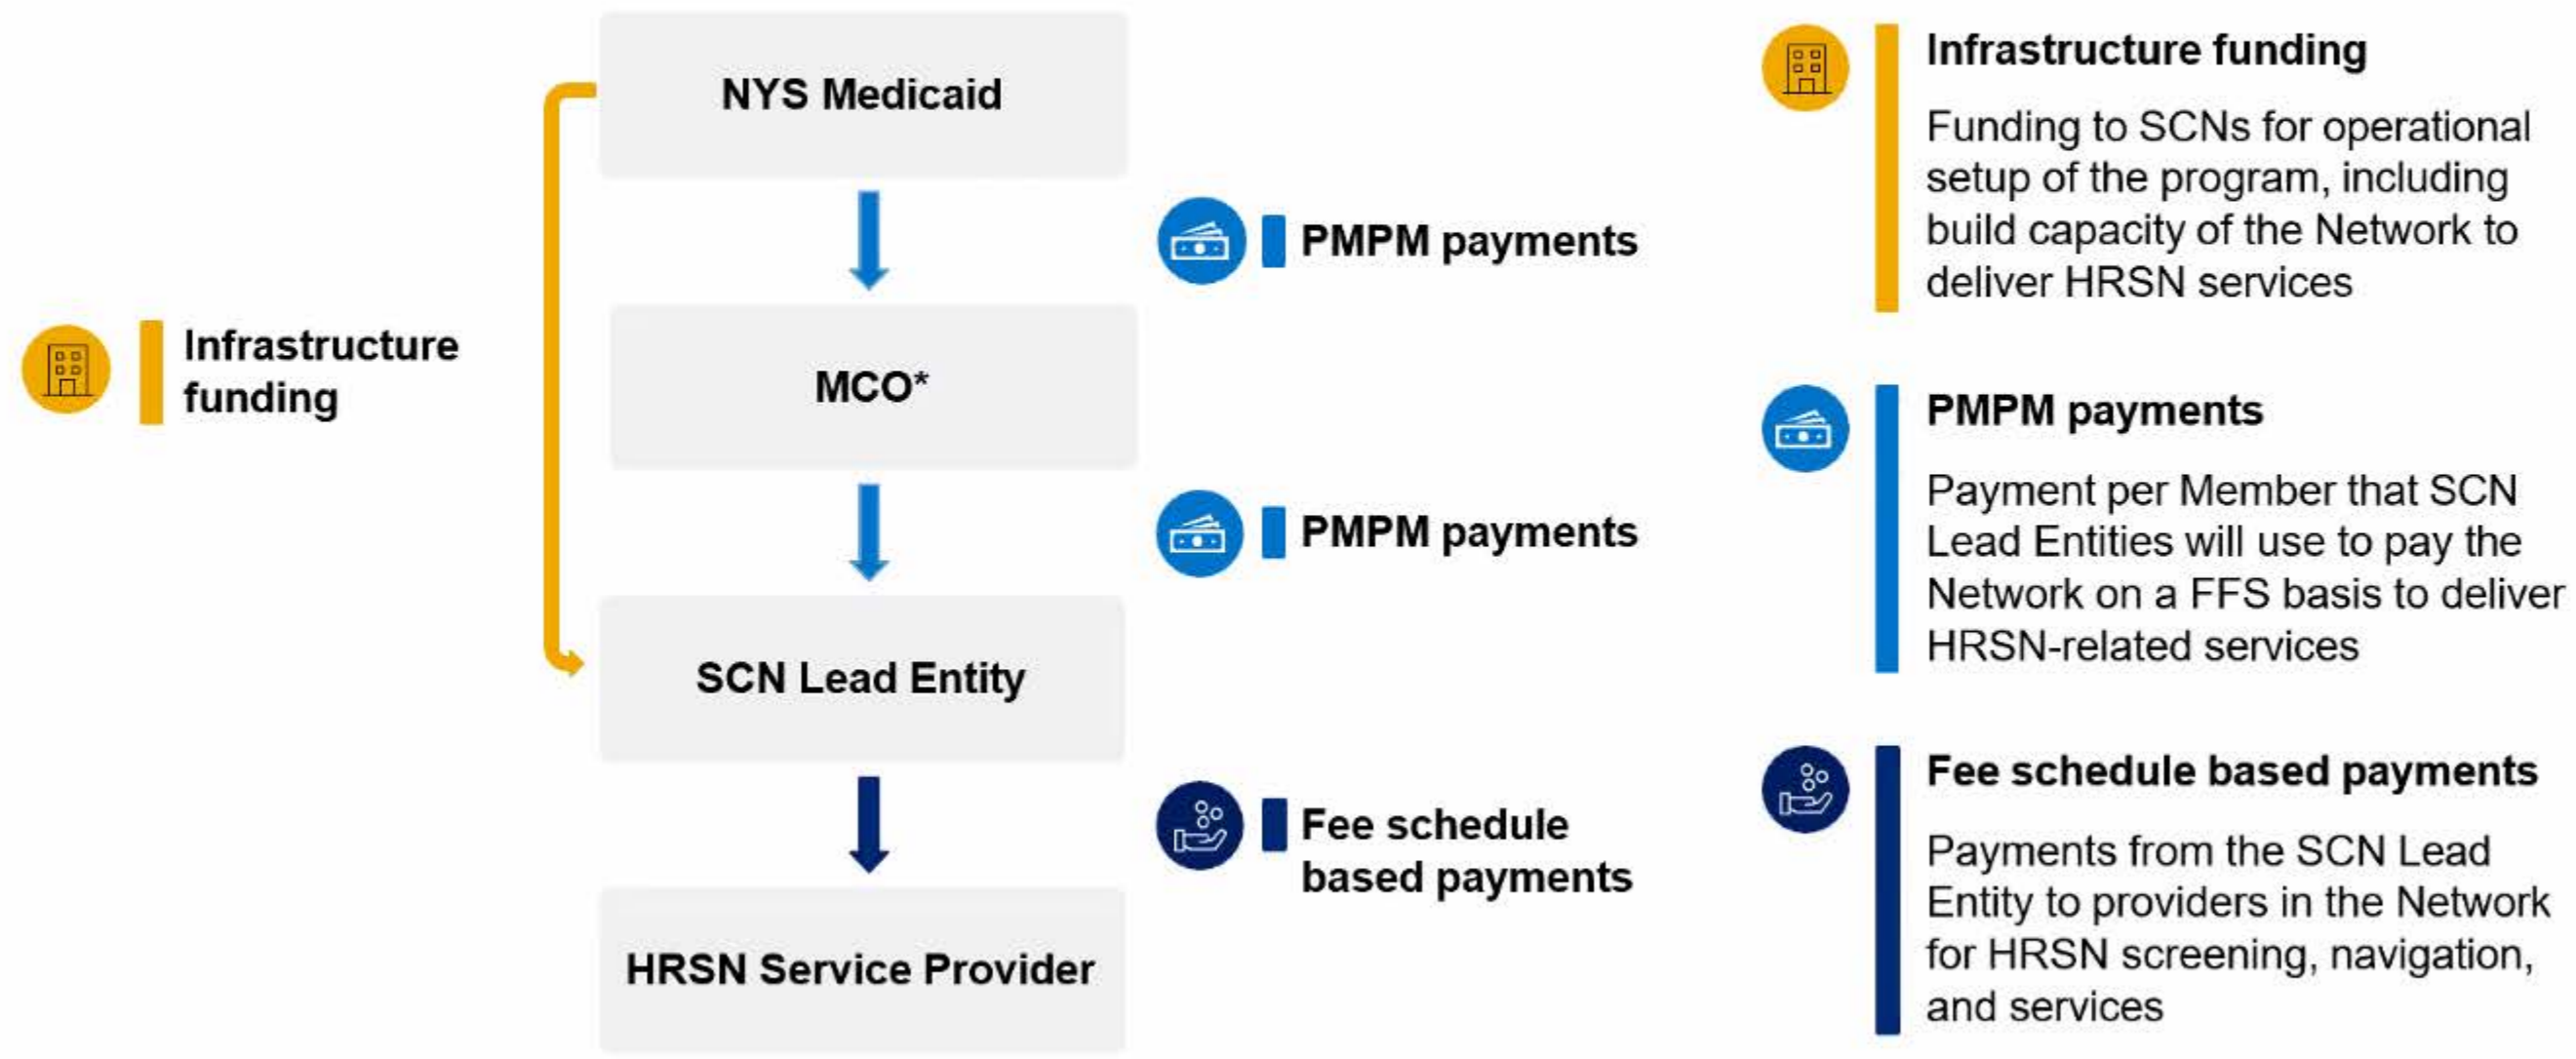 NYS Medicaid
PMPM payments
Infrastructure
funding
MCO*
PMPM payments
SCN Lead Entity
Fee schedule
based payments
HRSN Service Provider
Infrastructure funding
Funding to SCNs for operational
setup of the program, including
build capacity of the Network to
deliver HRSN services
PMPM payments
Payment per Member that SCN
Lead Entities will use to pay the
Network on a FFS basis to deliver
HRSN-related services
Fee schedule based payments
Payments from the SCN Lead
Entity to providers in the Network
for HRSN screening, navigation,
and services